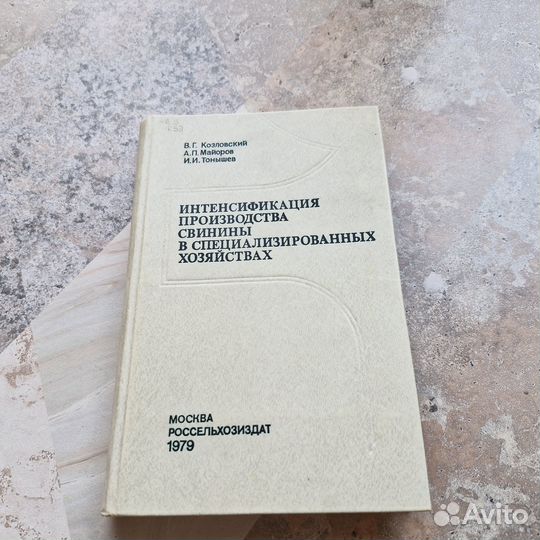 В.Г. Козловский
А.П. Майоров
И.И. Тонышев
ИНТЕНСИФИКАЦИЯ
ПРОИЗВОДСТВА
СВИНИНЫ
В СПЕЦИАЛИЗИРОВАННЫХ
ХОЗЯЙСТВАХ
МОСКВА
РОССЕЛЬХОЗИЗДАТ
1979
Avito